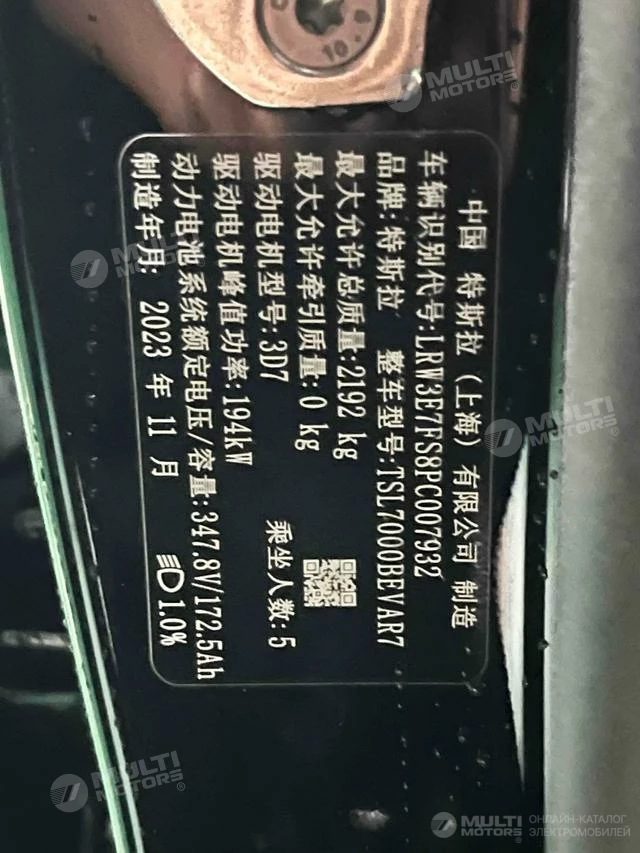 中国 特斯拉（上海）有限公司 制造
车辆识别代号:LRW3E7FS8PC007932
品牌:特斯拉 整车型号:TSL7000BEVAR7
最大允许总质量:2192 kg
最大允许牵引质量:0 kg
驱动电机型号:3D7 乘坐人数:5
驱动电机峰值功率:194kW
动力电池系统额定电压/容量:347.8V/172.5Ah
制造年月: 2023 年 11 月 1.0%
10.9
MULTI MOTORS®
MULTI MOTORS®
MULTI MOTORS®
MULTI MOTORS®
MULTI MOTORS® ОНЛАЙН-КАТАЛОГ ЭЛЕКТРОМОБИЛЕЙ